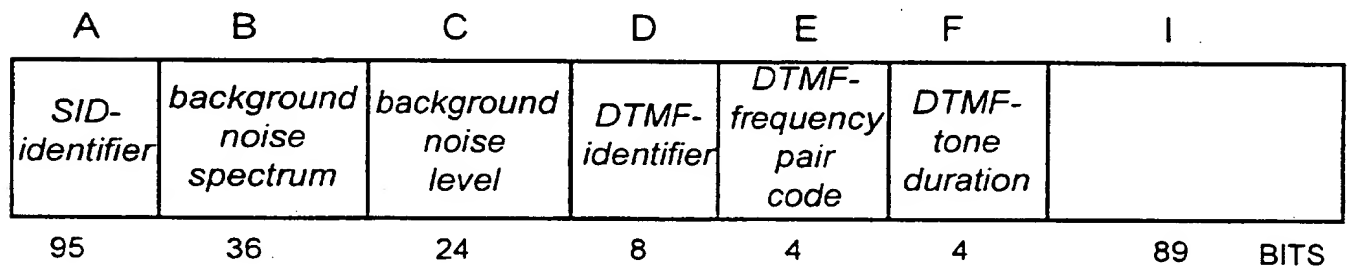 A B C D E F I
SID-
identifier
background
noise
spectrum
background
noise
level
DTMF-
identifier
DTMF-
frequency
pair
code
DTMF-
tone
duration
95 36 24 8 4 4 89 BITS